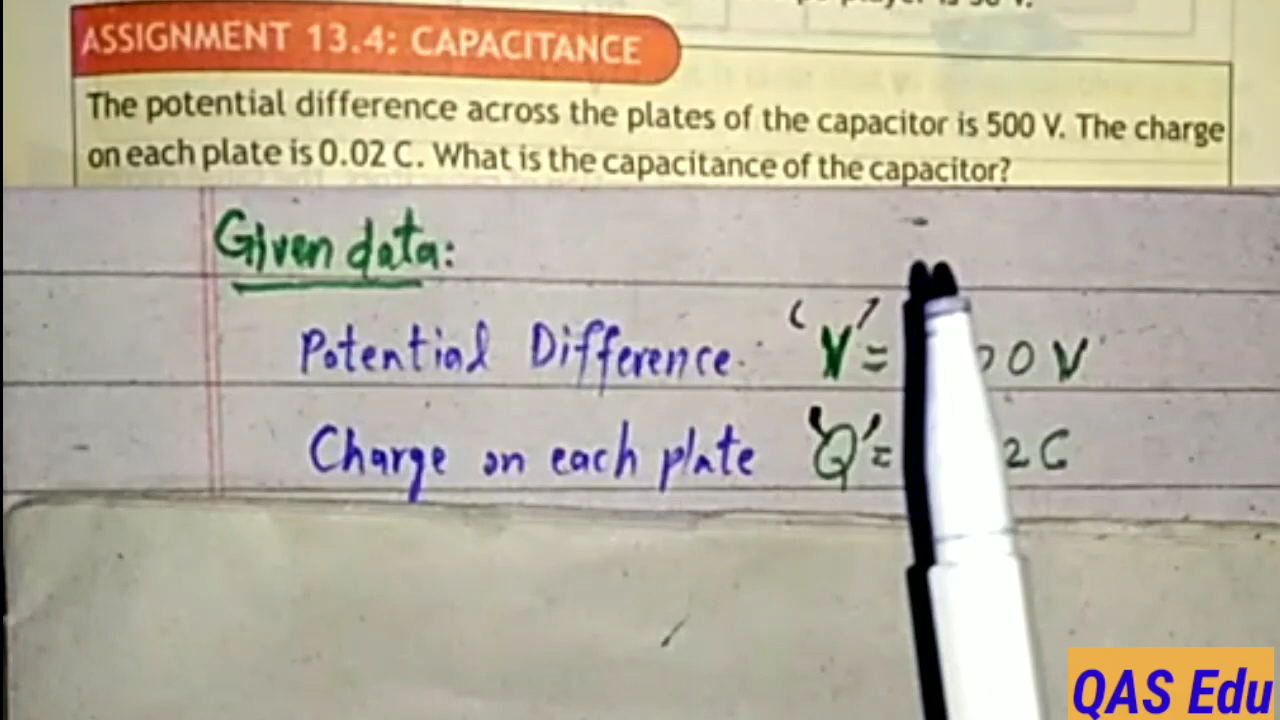 ASSIGNMENT 13.4: CAPACITANCE
The potential difference across the plates of the capacitor is 500 V. The charge
on each plate is 0.02 C. What is the capacitance of the capacitor?
Given data:
Potential Difference 'V' = 00 V
Charge on each plate 'Q' = 2 C
QAS Edu